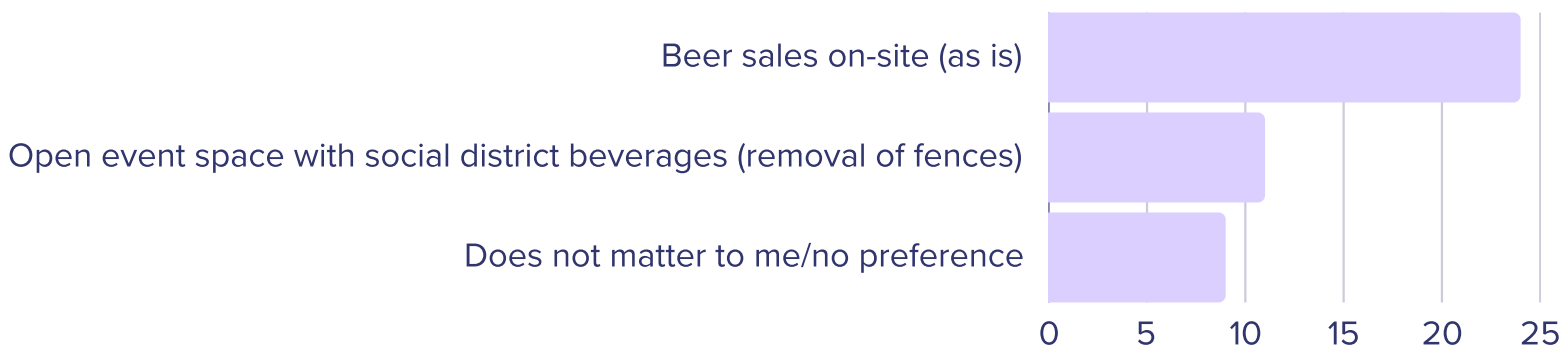 Beer sales on-site (as is)
Open event space with social district beverages (removal of fences)
Does not matter to me/no preference
0 5 10 15 20 25